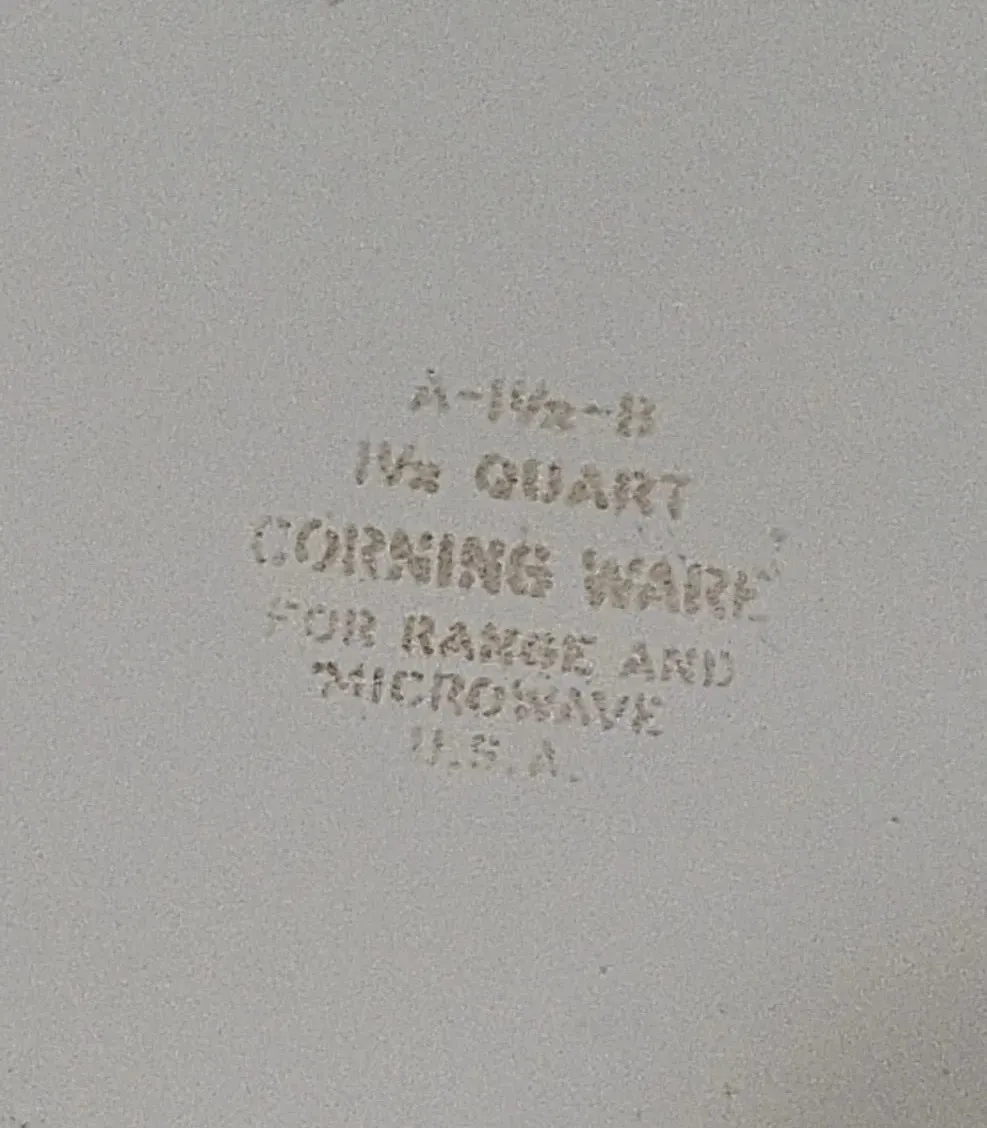 A-1½-B
1½ QUART
CORNING WARE
FOR RANGE AND
MICROWAVE
U.S.A.